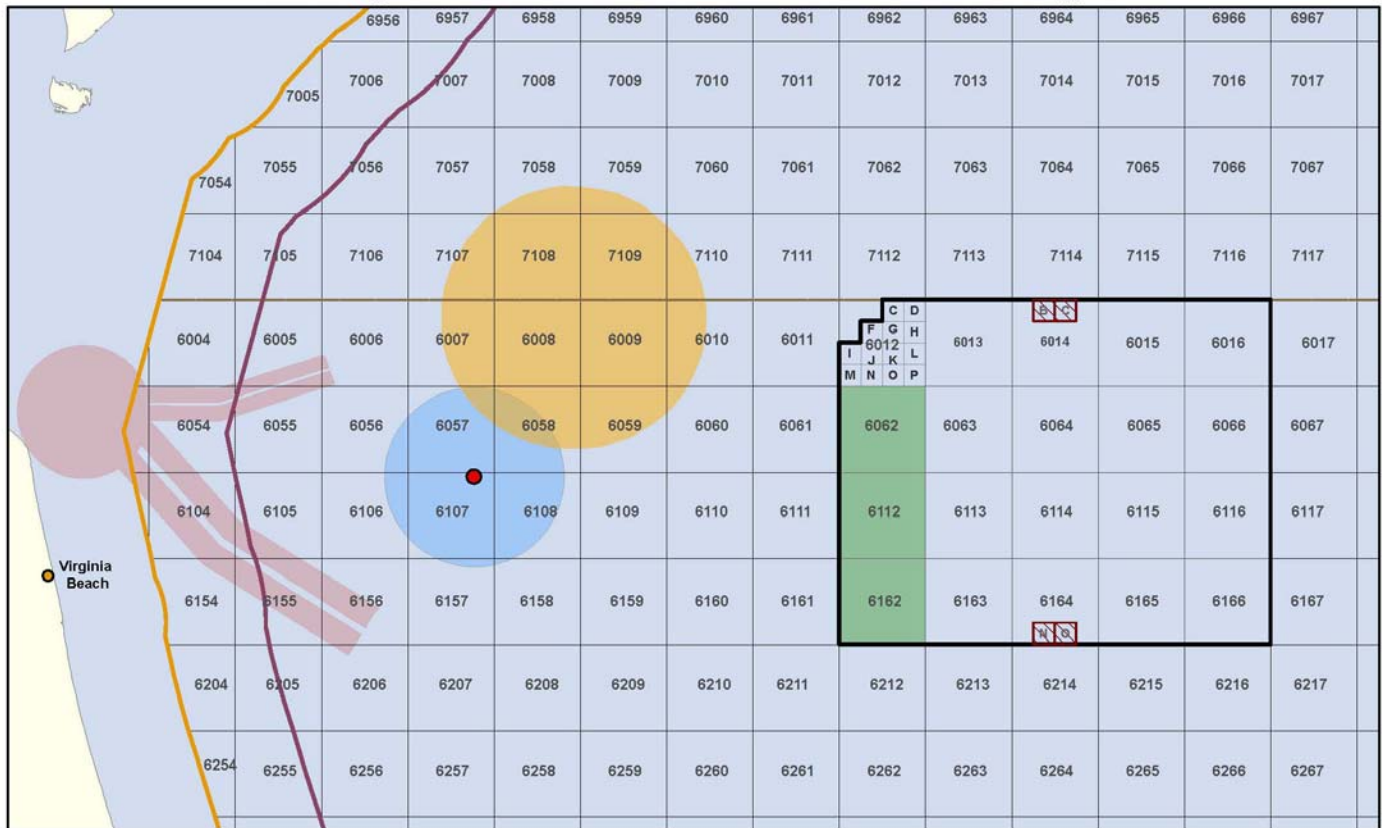 6956 6957 6958 6959 6960 6961 6962 6963 6964 6965 6966 6967
7005 7006 7007 7008 7009 7010 7011 7012 7013 7014 7015 7016 7017
7054 7055 7056 7057 7058 7059 7060 7061 7062 7063 7064 7065 7066 7067
7104 7105 7106 7107 7108 7109 7110 7111 7112 7113 7114 7115 7116 7117
C D B C
F G H
6004 6005 6006 6007 6008 6009 6010 6011 6012 6013 6014 6015 6016 6017
I J K L
M N O P
6054 6055 6056 6057 6058 6059 6060 6061 6062 6063 6064 6065 6066 6067
6104 6105 6106 6107 6108 6109 6110 6111 6112 6113 6114 6115 6116 6117
Virginia
Beach
6154 6155 6156 6157 6158 6159 6160 6161 6162 6163 6164 6165 6166 6167
N O
6204 6205 6206 6207 6208 6209 6210 6211 6212 6213 6214 6215 6216 6217
6254 6255 6256 6257 6258 6259 6260 6261 6262 6263 6264 6265 6266 6267